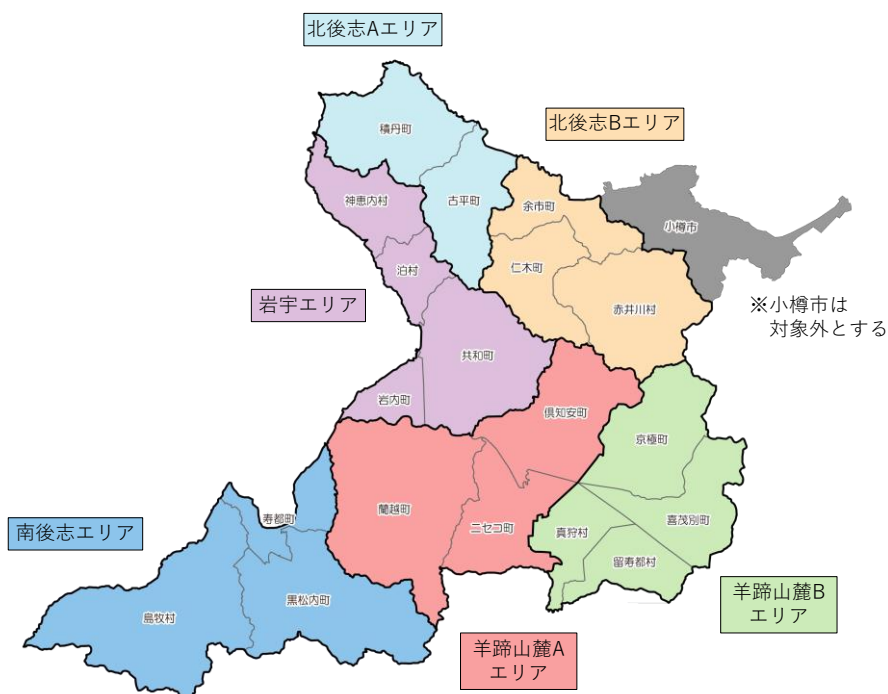 北後志Aエリア
積丹町
北後志Bエリア
神恵内村
古平町
余市町
小樽市
泊村
仁木町
岩宇エリア
赤井川村
※小樽市は
対象外とする
共和町
岩内町
倶知安町
京極町
蘭越町
寿都町
ニセコ町
喜茂別町
南後志エリア
真狩村
留寿都村
黒松内町
島牧村
羊蹄山麓B
エリア
羊蹄山麓A
エリア